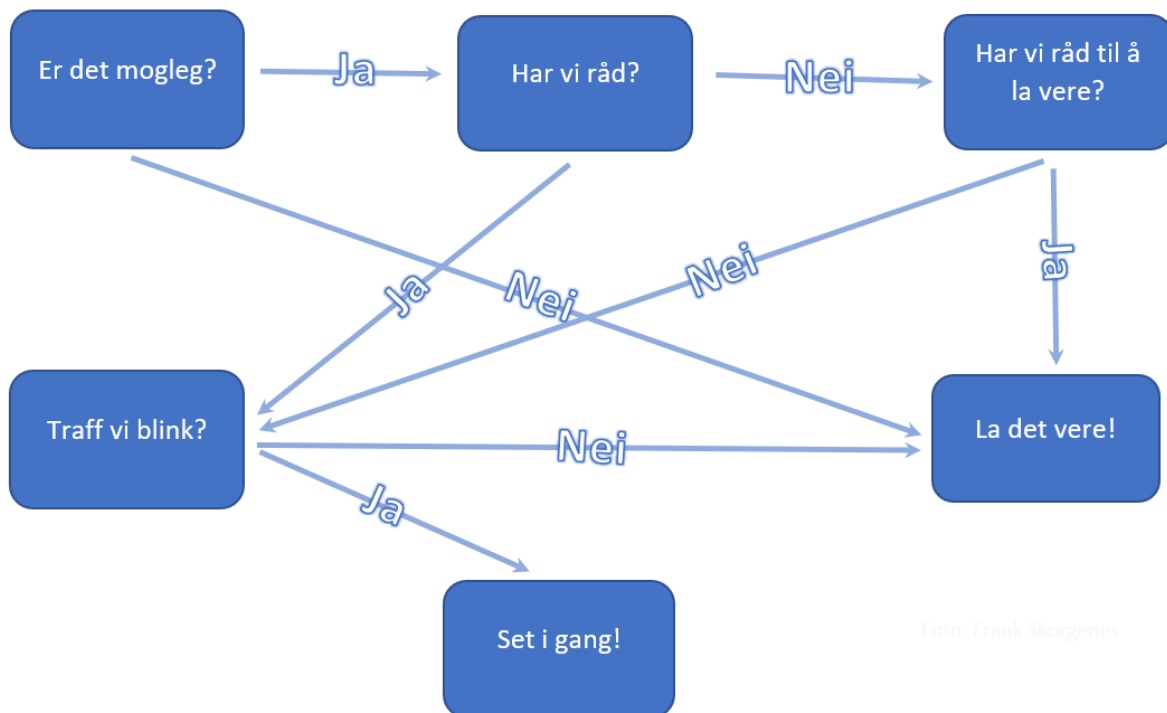 Er det mogleg?
Ja
Har vi råd?
Nei
Har vi råd til å
la vere?
Ja
Nei
Nei
Ja
Traff vi blink?
Nei
La det vere!
Ja
Set i gang!
Foto: Frank Skorgenes